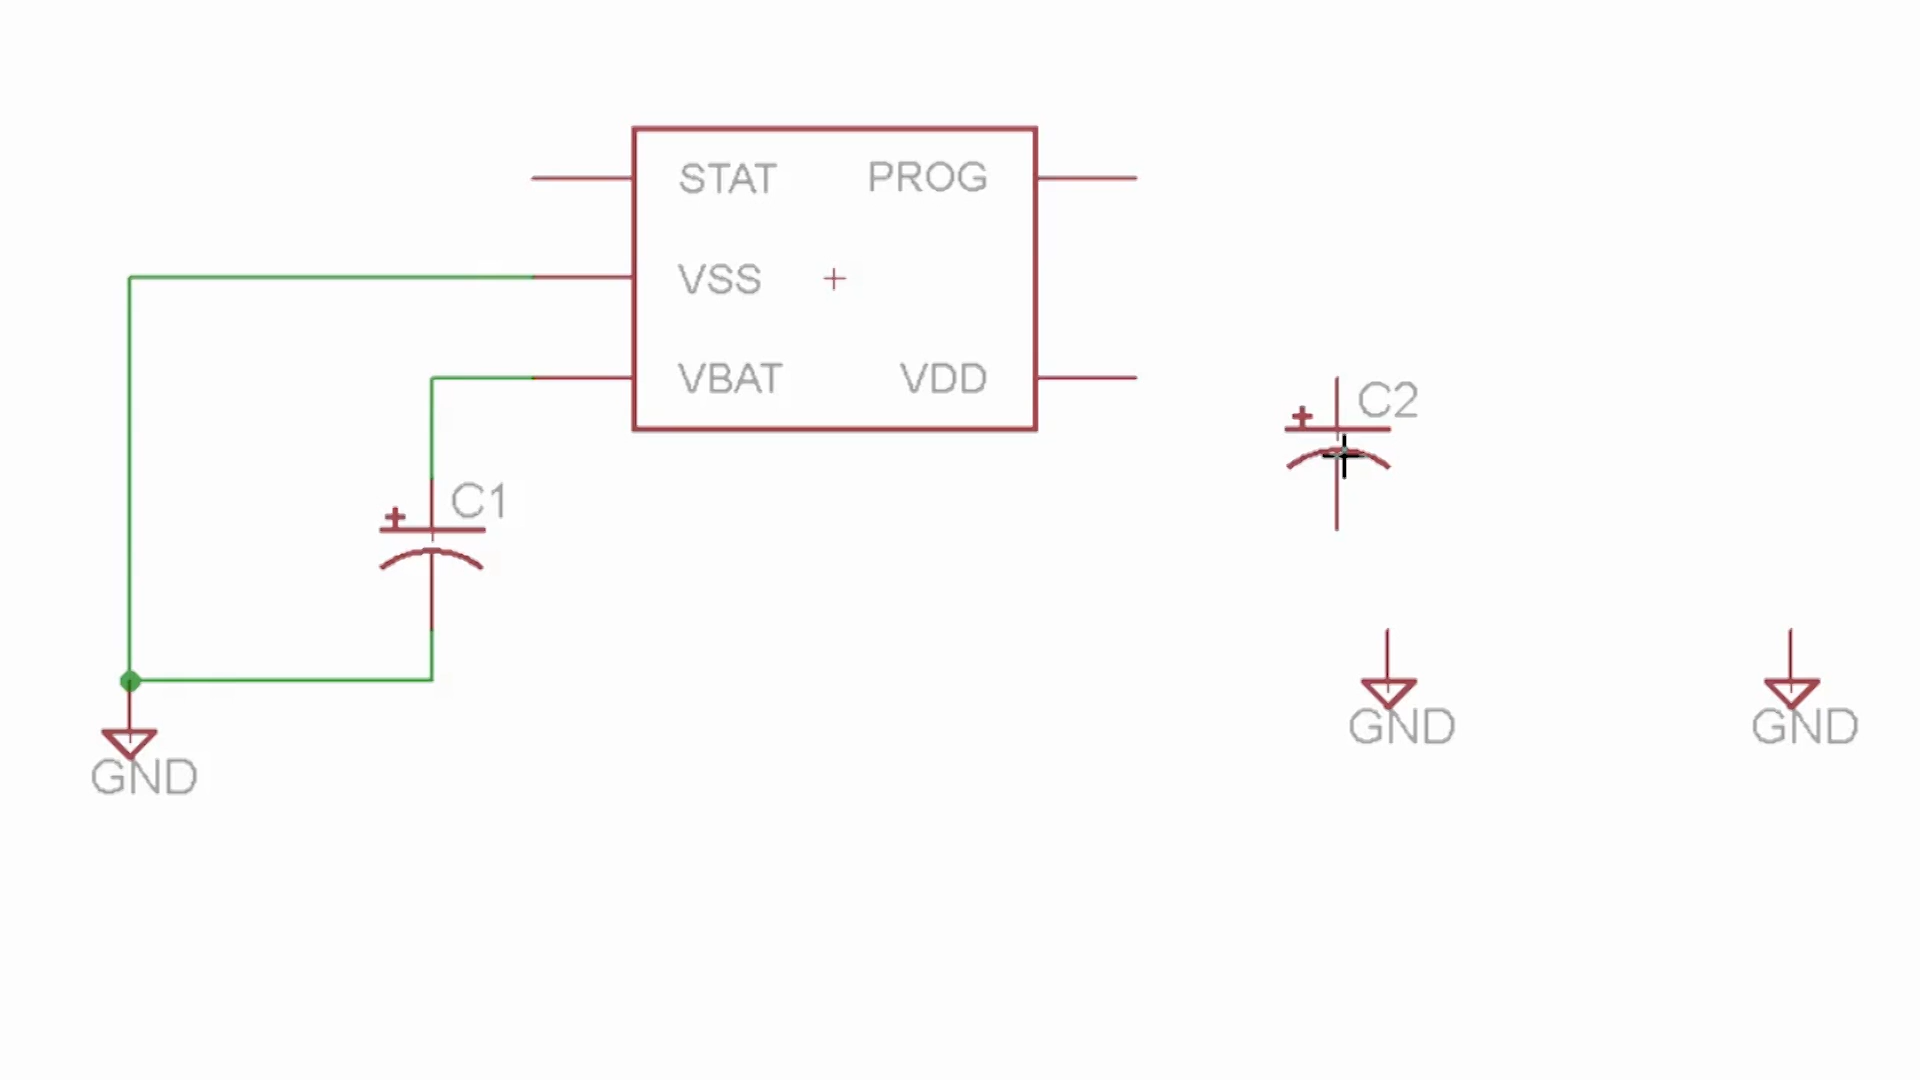 STAT PROG
VSS
VBAT VDD
C2
C1
GND
GND
GND